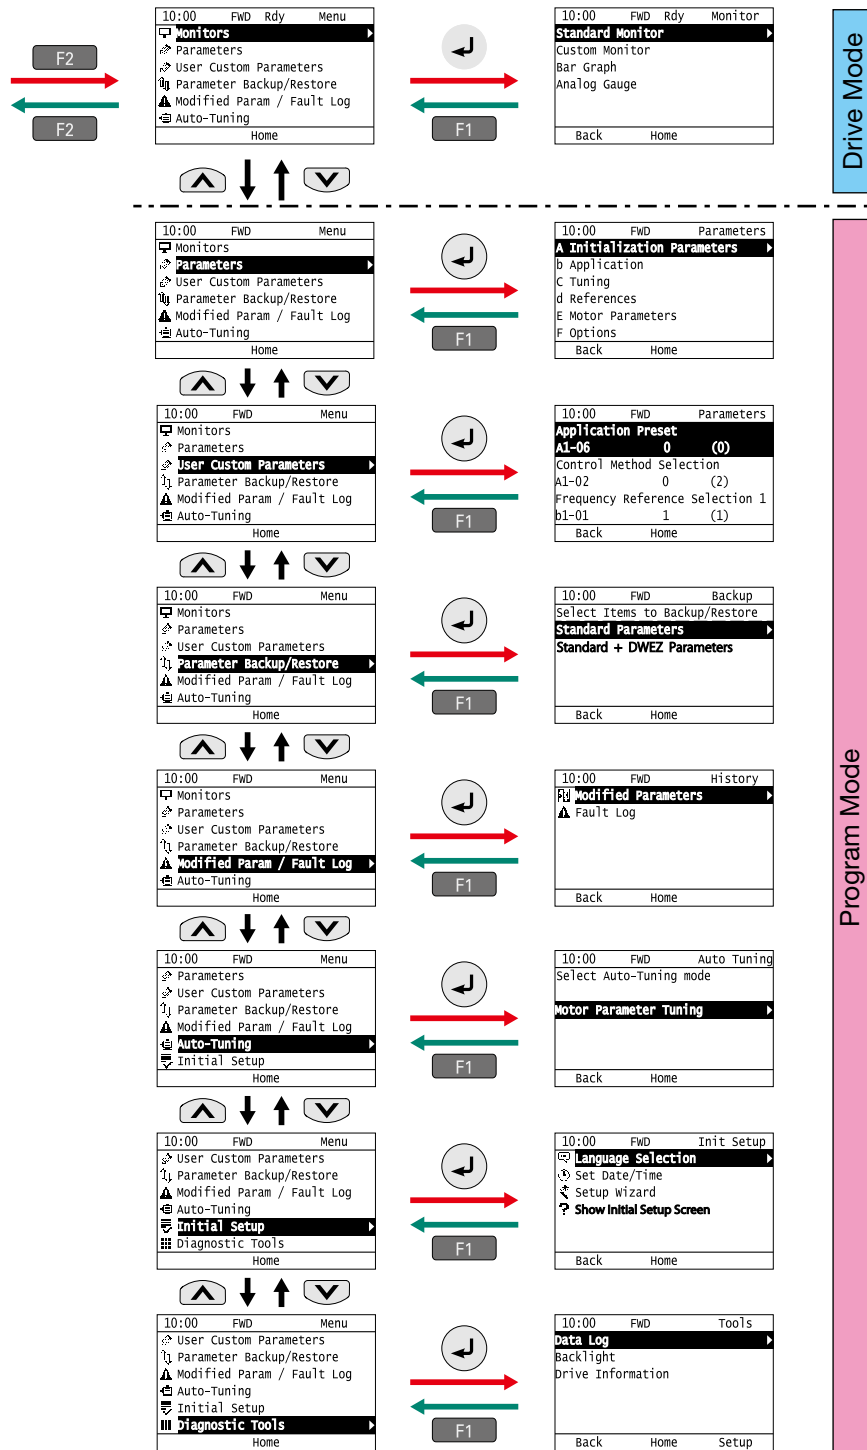 10:00 FWD Rdy Menu
Monitors
Parameters
User Custom Parameters
Parameter Backup/Restore
Modified Param / Fault Log
Auto-Tuning
Home
F2
F2
F1
10:00 FWD Rdy Monitor
Standard Monitor
Custom Monitor
Bar Graph
Analog Gauge
Back Home
Drive Mode
10:00 FWD Menu
Monitors
Parameters
User Custom Parameters
Parameter Backup/Restore
Modified Param / Fault Log
Auto-Tuning
Home
F1
10:00 FWD Parameters
A Initialization Parameters
b Application
C Tuning
d References
E Motor Parameters
F Options
Back Home
10:00 FWD Menu
Monitors
Parameters
User Custom Parameters
Parameter Backup/Restore
Modified Param / Fault Log
Auto-Tuning
Home
F1
10:00 FWD Parameters
Application Preset
A1-06 0 (0)
Control Method Selection
A1-02 0 (2)
Frequency Reference Selection 1
b1-01 1 (1)
Back Home
10:00 FWD Menu
Monitors
Parameters
User Custom Parameters
Parameter Backup/Restore
Modified Param / Fault Log
Auto-Tuning
Home
F1
10:00 FWD Backup
Select Items to Backup/Restore
Standard Parameters
Standard + DWEZ Parameters
Back Home
10:00 FWD Menu
Monitors
Parameters
User Custom Parameters
Parameter Backup/Restore
Modified Param / Fault Log
Auto-Tuning
Home
F1
10:00 FWD History
Modified Parameters
Fault Log
Back Home
10:00 FWD Menu
Parameters
User Custom Parameters
Parameter Backup/Restore
Modified Param / Fault Log
Auto-Tuning
Initial Setup
Home
F1
10:00 FWD Auto Tuning
Select Auto-Tuning mode
Motor Parameter Tuning
Back Home
10:00 FWD Menu
User Custom Parameters
Parameter Backup/Restore
Modified Param / Fault Log
Auto-Tuning
Initial Setup
Diagnostic Tools
Home
F1
10:00 FWD Init Setup
Language Selection
Set Date/Time
Setup Wizard
? Show Initial Setup Screen
Back Home
10:00 FWD Menu
User Custom Parameters
Parameter Backup/Restore
Modified Param / Fault Log
Auto-Tuning
Initial Setup
Diagnostic Tools
Home
F1
10:00 FWD Tools
Data Log
Backlight
Drive Information
Back Home Setup
Program Mode